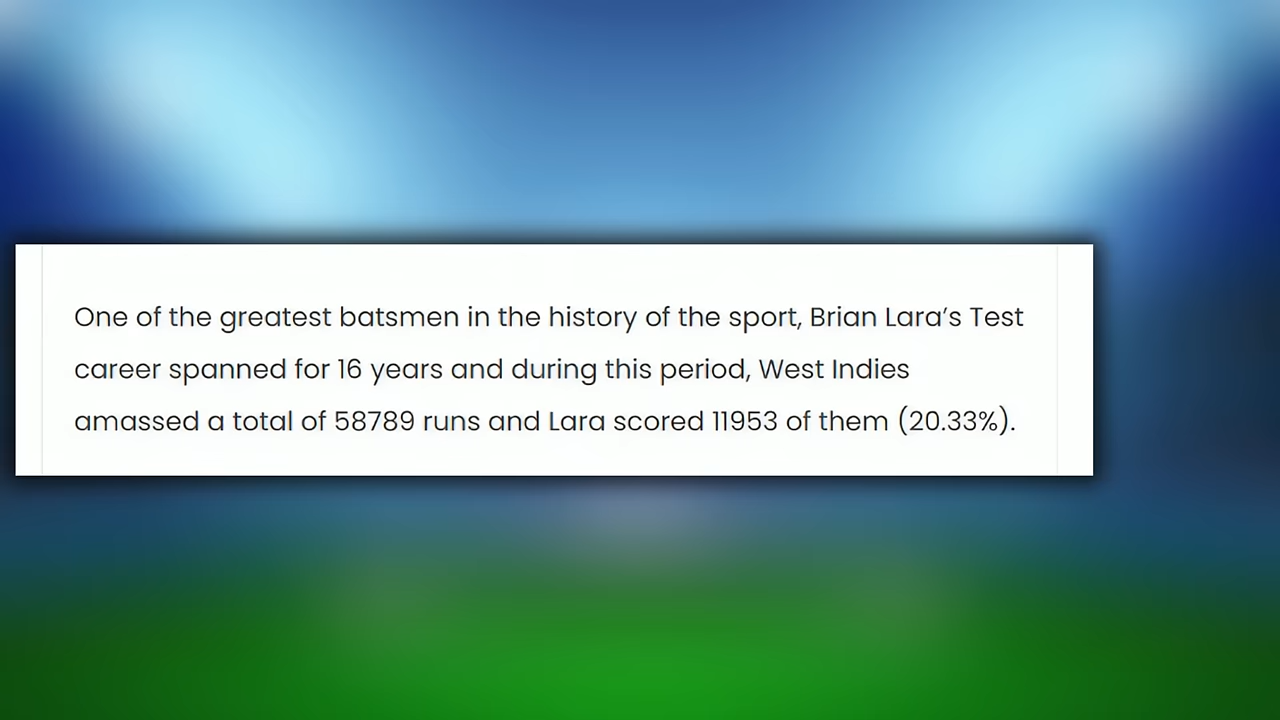 One of the greatest batsmen in the history of the sport, Brian Lara’s Test
career spanned for 16 years and during this period, West Indies
amassed a total of 58789 runs and Lara scored 11953 of them (20.33%).